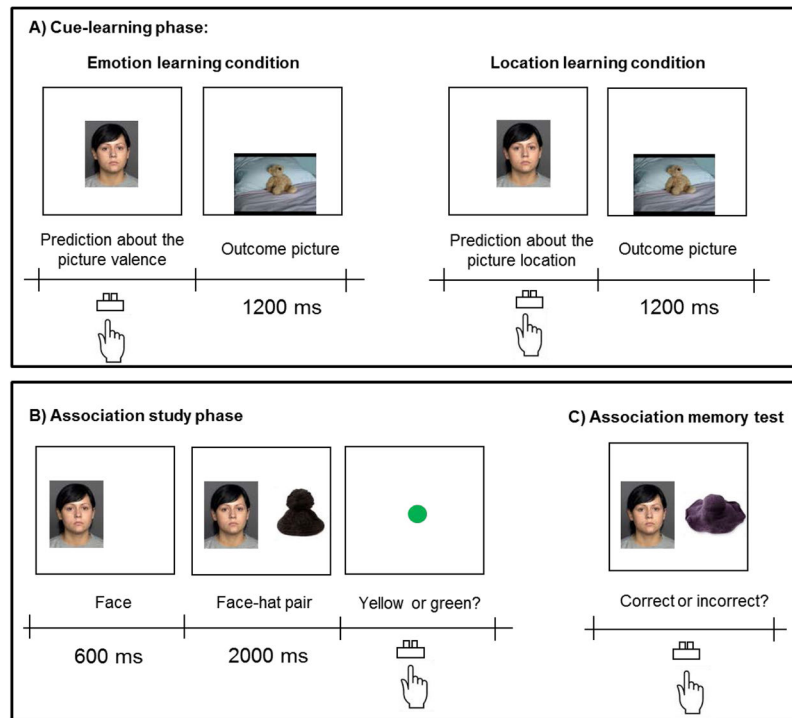 A) Cue-learning phase:
Emotion learning condition
Location learning condition
Prediction about the
picture valence
Outcome picture
Prediction about the
picture location
Outcome picture
1200 ms
1200 ms
B) Association study phase
C) Association memory test
Face
Face-hat pair
Yellow or green?
Correct or incorrect?
600 ms
2000 ms